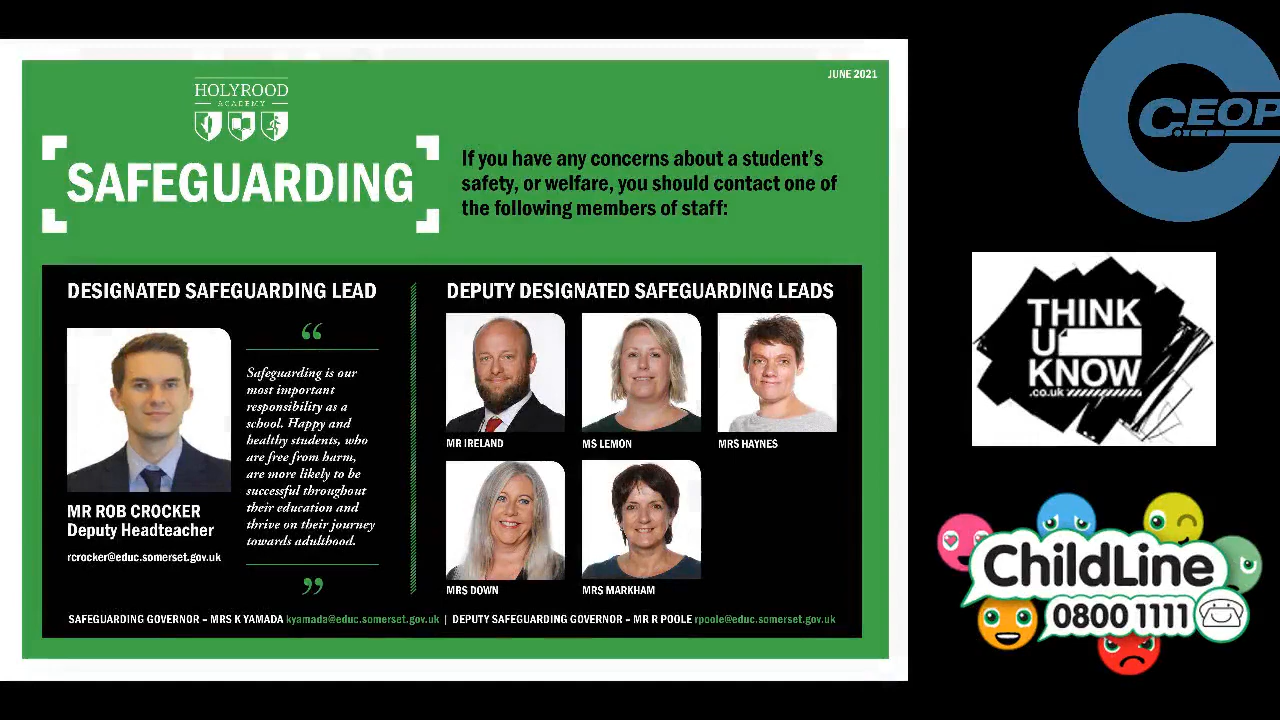 JUNE 2021
HOLYROOD
ACADEMY
SAFEGUARDING
If you have any concerns about a student's
safety, or welfare, you should contact one of
the following members of staff:
DESIGNATED SAFEGUARDING LEAD
“
Safeguarding is our
most important
responsibility as a
school. Happy and
healthy students, who
are free from harm,
are more likely to be
successful throughout
their education and
thrive on their journey
towards adulthood.
”
MR ROB CROCKER
Deputy Headteacher
rcrocker@educ.somerset.gov.uk
DEPUTY DESIGNATED SAFEGUARDING LEADS
MR IRELAND
MS LEMON
MRS HAYNES
MRS DOWN
MRS MARKHAM
SAFEGUARDING GOVERNOR – MRS K YAMADA kyamada@educ.somerset.gov.uk | DEPUTY SAFEGUARDING GOVERNOR – MR R POOLE rpoole@educ.somerset.gov.uk
CEOP
THINK
U
KNOW
.co.uk
ChildLine
0800 1111